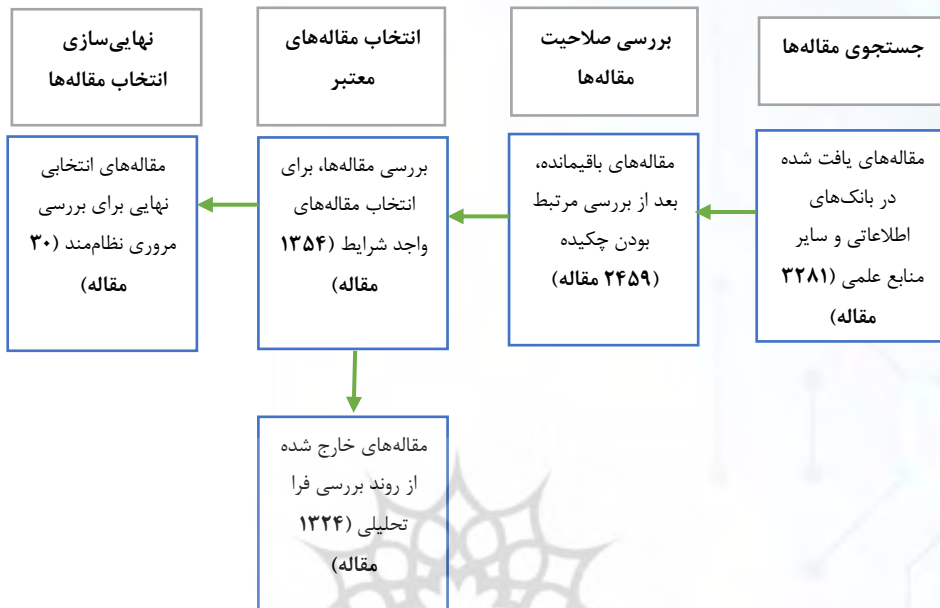 جستجوی مقاله‌ها
بررسی صلاحیت
مقاله‌ها
انتخاب مقاله‌های
معتبر
نهایی‌سازی
انتخاب مقاله‌ها
مقاله‌های یافت شده
در بانک‌های
اطلاعاتی و سایر
منابع علمی (۳۲۸۱
مقاله)
مقاله‌های باقیمانده،
بعد از بررسی مرتبط
بودن چکیده
(۲۴۵۹ مقاله)
بررسی مقاله‌ها، برای
انتخاب مقاله‌های
واجد شرایط (۱۳۵۴
مقاله)
مقاله‌های انتخابی
نهایی برای بررسی
مروری نظام‌مند (۳۰
مقاله)
مقاله‌های خارج شده
از روند بررسی فرا
تحلیلی (۱۳۲۴
مقاله)